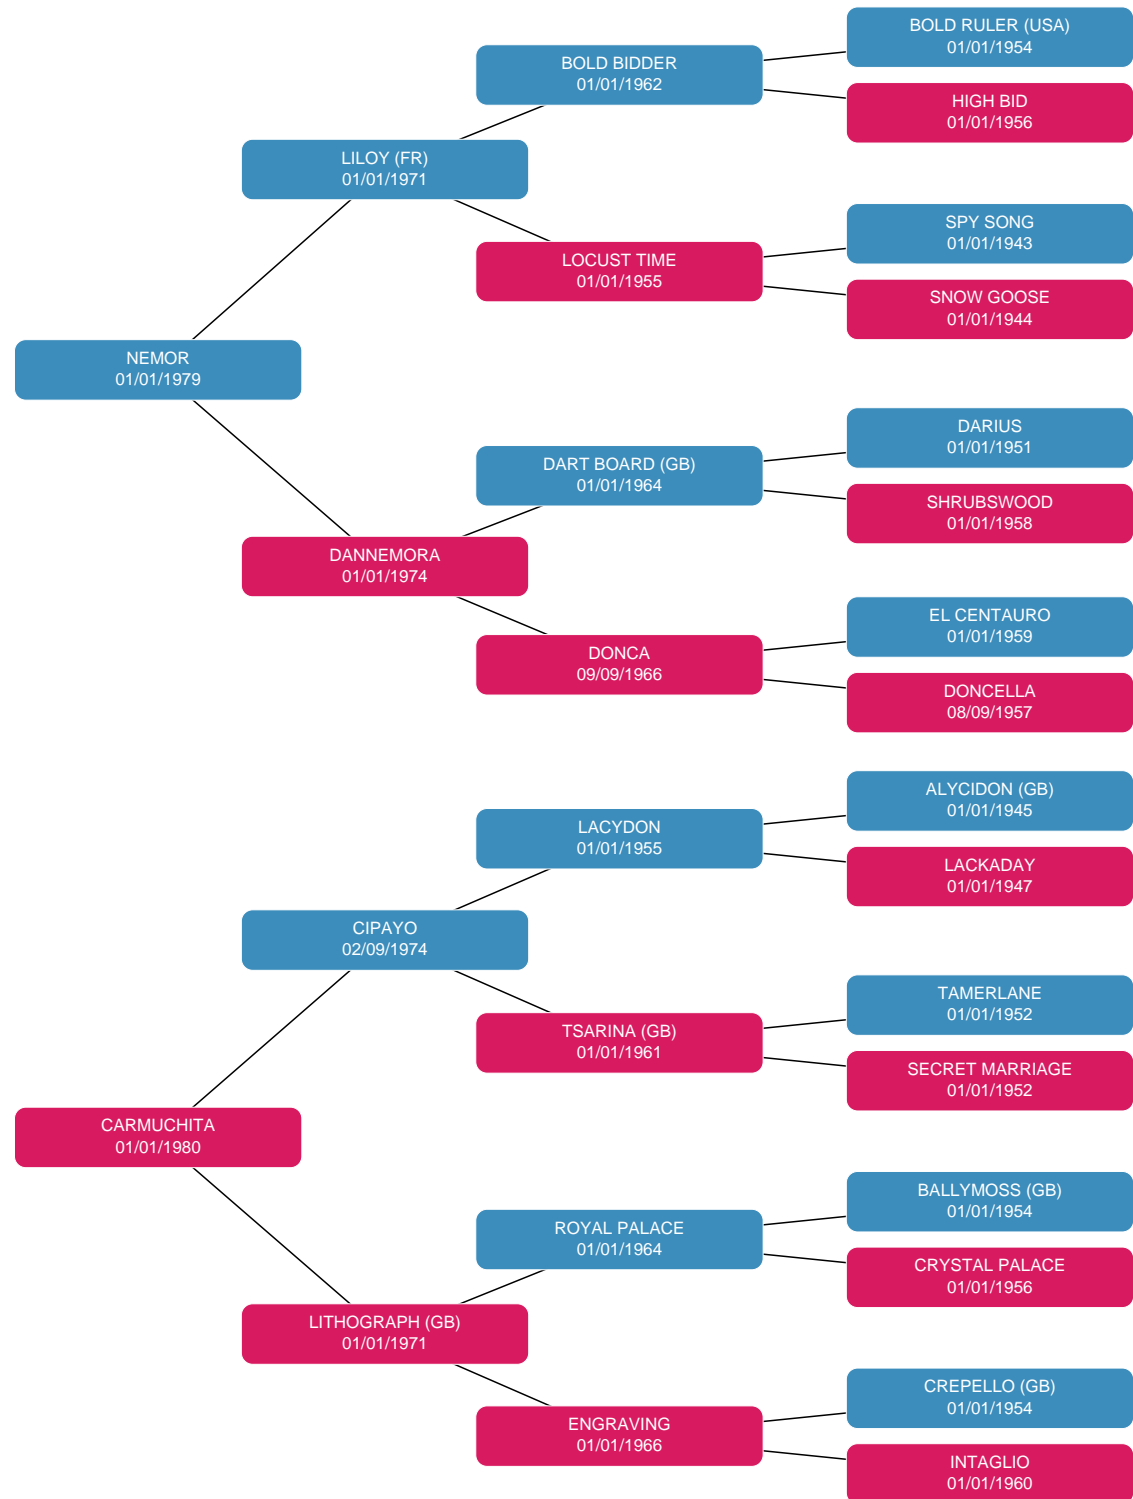 BOLD RULER (USA)
01/01/1954
BOLD BIDDER
01/01/1962
HIGH BID
01/01/1956
LILOY (FR)
01/01/1971
SPY SONG
01/01/1943
LOCUST TIME
01/01/1955
SNOW GOOSE
01/01/1944
NEMOR
01/01/1979
DARIUS
01/01/1951
DART BOARD (GB)
01/01/1964
SHRUBSWOOD
01/01/1958
DANNEMORA
01/01/1974
EL CENTAURO
01/01/1959
DONCA
09/09/1966
DONCELLA
08/09/1957
ALYCIDON (GB)
01/01/1945
LACYDON
01/01/1955
LACKADAY
01/01/1947
CIPAYO
02/09/1974
TAMERLANE
01/01/1952
TSARINA (GB)
01/01/1961
SECRET MARRIAGE
01/01/1952
CARMUCHITA
01/01/1980
BALLYMOSS (GB)
01/01/1954
ROYAL PALACE
01/01/1964
CRYSTAL PALACE
01/01/1956
LITHOGRAPH (GB)
01/01/1971
CREPELLO (GB)
01/01/1954
ENGRAVING
01/01/1966
INTAGLIO
01/01/1960